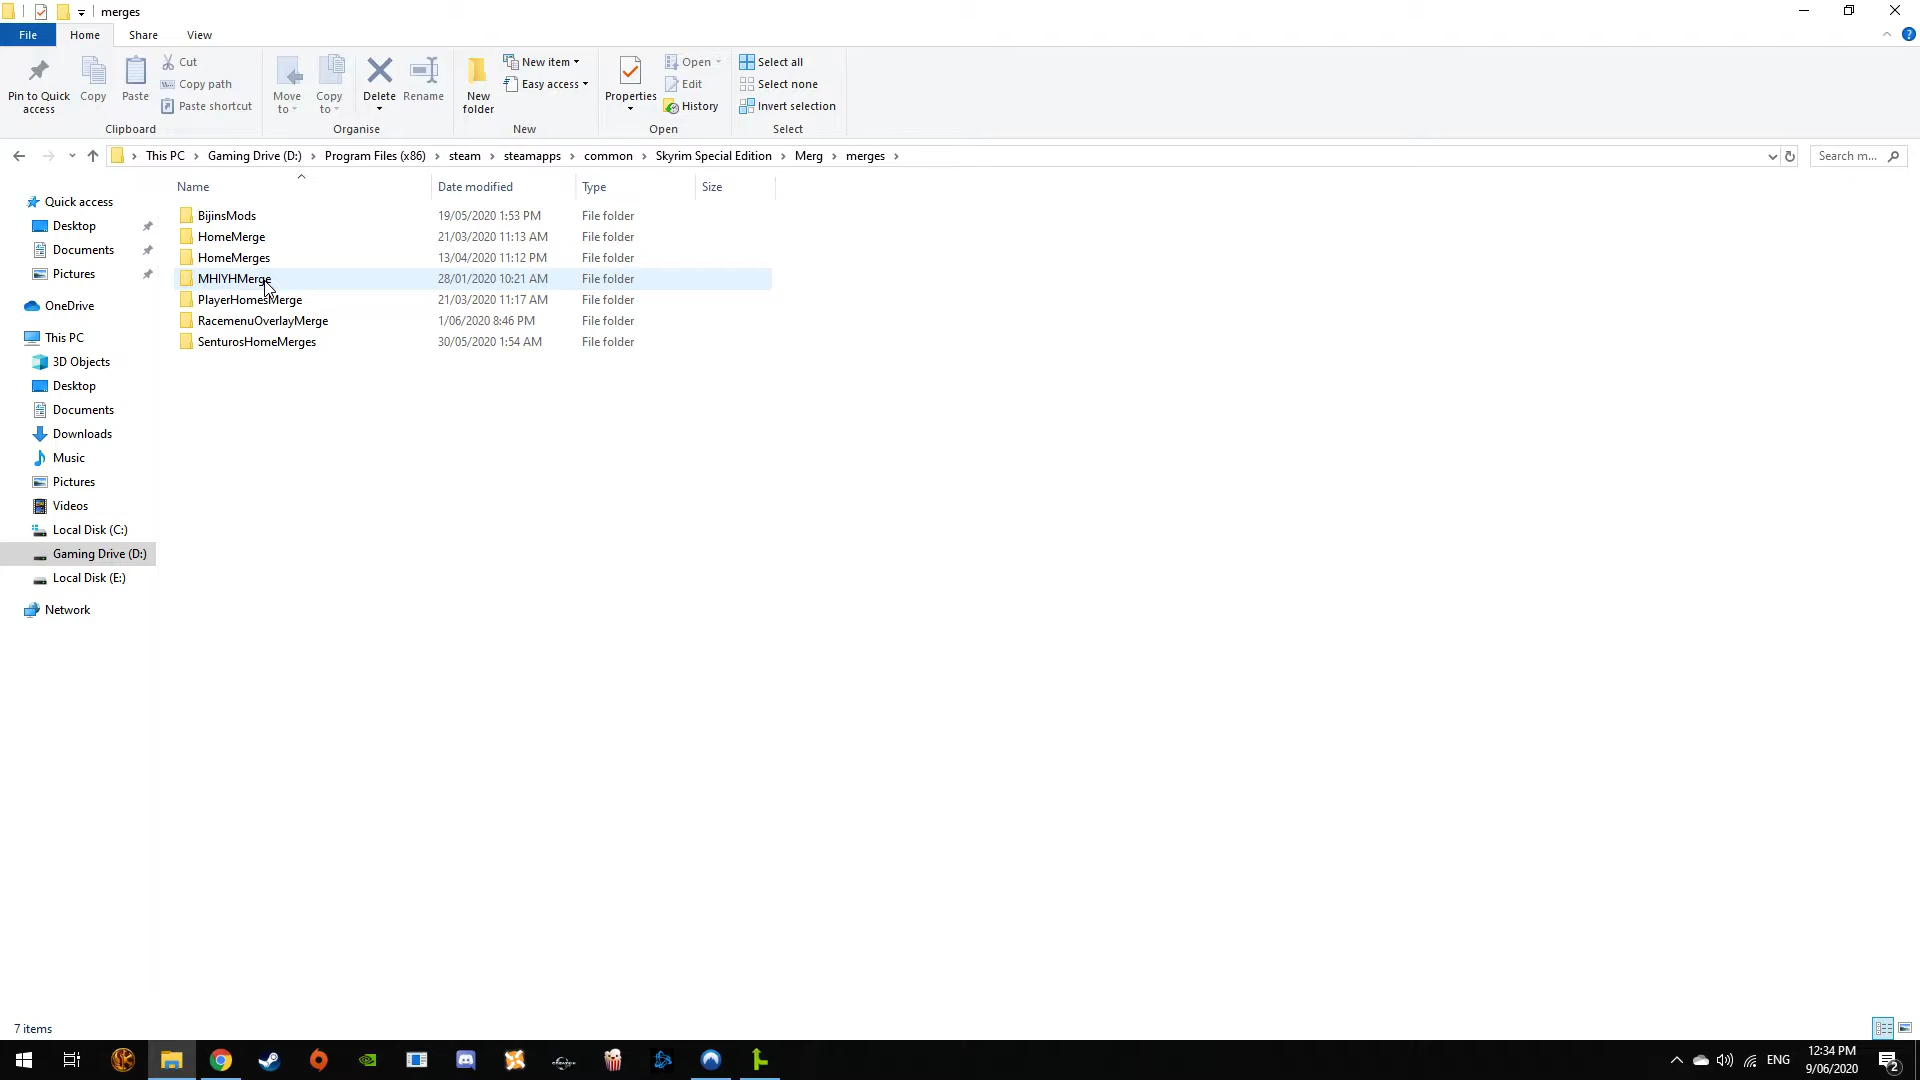 merges
File Home Share View
Pin to Quick access
Copy
Paste
Cut
Copy path
Paste shortcut
Clipboard
Move to
Copy to
Delete
Rename
Organise
New folder
New item
Easy access
New
Properties
Open
Edit
History
Open
Select all
Select none
Invert selection
Select
This PC > Gaming Drive (D:) > Program Files (x86) > steam > steamapps > common > Skyrim Special Edition > Merg > merges >
Search m...
Name Date modified Type Size
BijinsMods 19/05/2020 1:53 PM File folder
HomeMerge 21/03/2020 11:13 AM File folder
HomeMerges 13/04/2020 11:12 PM File folder
MHIYHMerge 28/01/2020 10:21 AM File folder
PlayerHomesMerge 21/03/2020 11:17 AM File folder
RacemenuOverlayMerge 1/06/2020 8:46 PM File folder
SenturosHomeMerges 30/05/2020 1:54 AM File folder
Quick access
Desktop
Documents
Pictures
OneDrive
This PC
3D Objects
Desktop
Documents
Downloads
Music
Pictures
Videos
Local Disk (C:)
Gaming Drive (D:)
Local Disk (E:)
Network
7 items
ENG
12:34 PM
9/06/2020
2